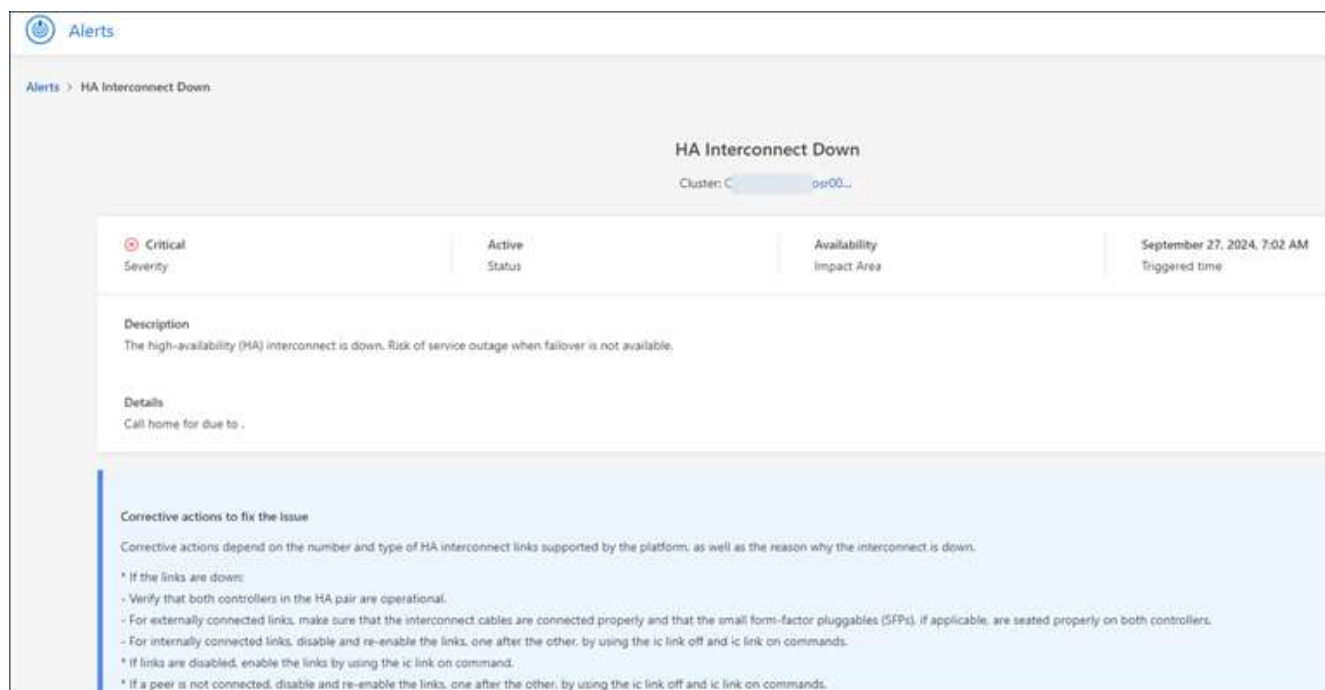 Alerts
Alerts > HA Interconnect Down
HA Interconnect Down
Cluster: C osr00...
Critical
Severity
Active
Status
Availability
Impact Area
September 27, 2024, 7:02 AM
Triggered time
Description
The high-availability (HA) interconnect is down. Risk of service outage when failover is not available.
Details
Call home for due to .
Corrective actions to fix the issue
Corrective actions depend on the number and type of HA interconnect links supported by the platform, as well as the reason why the interconnect is down.
* If the links are down:
- Verify that both controllers in the HA pair are operational.
- For externally connected links, make sure that the interconnect cables are connected properly and that the small form-factor pluggables (SFPs), if applicable, are seated properly on both controllers.
- For internally connected links, disable and re-enable the links, one after the other, by using the ic link off and ic link on commands.
* If links are disabled, enable the links by using the ic link on command.
* If a peer is not connected, disable and re-enable the links, one after the other, by using the ic link off and ic link on commands.